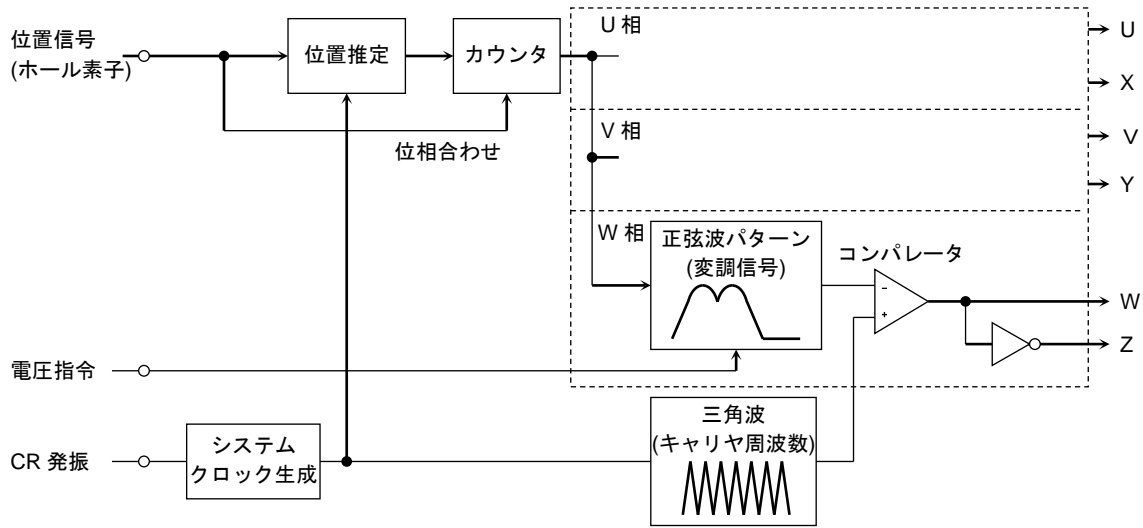 位置信号
(ホール素子)
位置推定
カウンタ
位相合わせ
U 相
V 相
W 相
正弦波パターン
(変調信号)
コンパレータ
-
+
U
X
V
Y
W
Z
電圧指令
CR 発振
システム
クロック生成
三角波
(キャリヤ周波数)